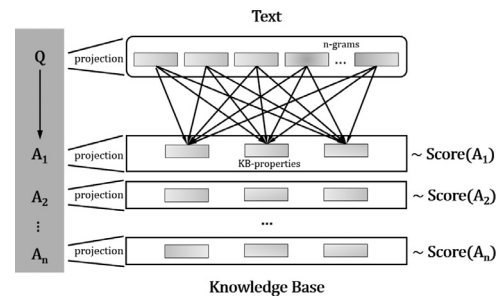 Text
n-grams
Q
projection
...
A1
projection
KB-properties
~ Score(A1)
A2
projection
~ Score(A2)
...
...
An
projection
~ Score(An)
Knowledge Base